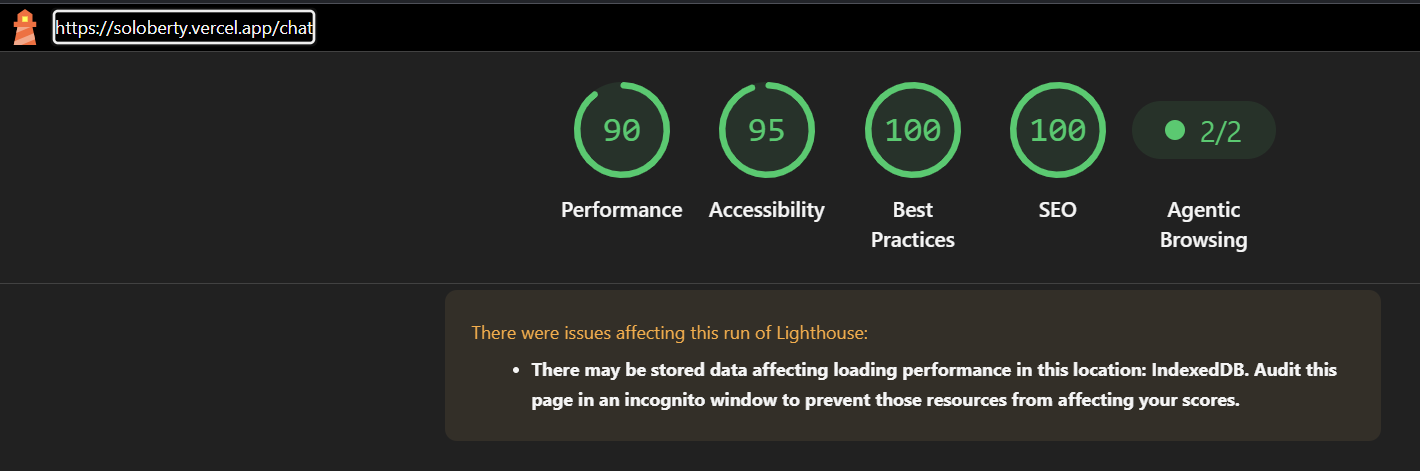 https://soloberty.vercel.app/chat
90
95
100
100
2/2
Performance
Accessibility
Best
Practices
SEO
Agentic
Browsing
There were issues affecting this run of Lighthouse:
• There may be stored data affecting loading performance in this location: IndexedDB. Audit this
page in an incognito window to prevent those resources from affecting your scores.